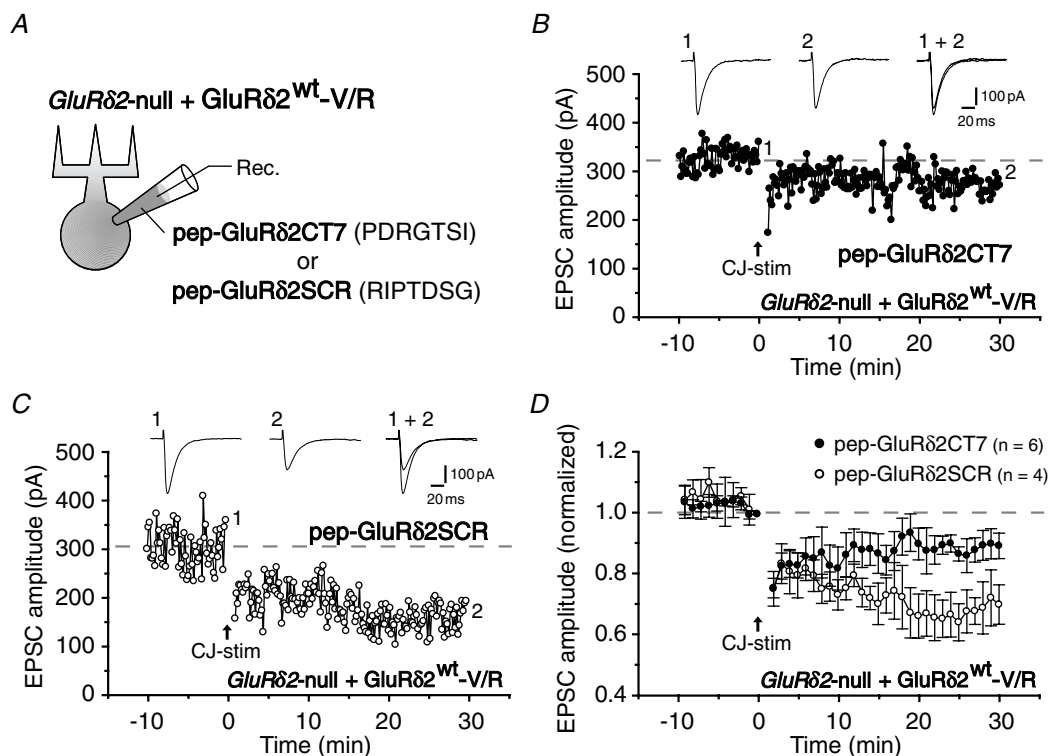 A
GluRδ2-null + GluRδ2wt-V/R
Rec.
pep-GluRδ2CT7 (PDRGTSI)
or
pep-GluRδ2SCR (RIPTDSG)
B
1
2
1 + 2
100 pA
20 ms
EPSC amplitude (pA)
500
400
300
200
100
0
1
2
CJ-stim
pep-GluRδ2CT7
GluRδ2-null + GluRδ2wt-V/R
-10
0
10
20
30
Time (min)
C
1
2
1 + 2
100 pA
20 ms
EPSC amplitude (pA)
500
400
300
200
100
0
1
pep-GluRδ2SCR
2
CJ-stim
GluRδ2-null + GluRδ2wt-V/R
-10
0
10
20
30
Time (min)
D
pep-GluRδ2CT7 (n = 6)
pep-GluRδ2SCR (n = 4)
EPSC amplitude (normalized)
1.2
1.0
0.8
0.6
0.4
CJ-stim
GluRδ2-null + GluRδ2wt-V/R
-10
0
10
20
30
Time (min)